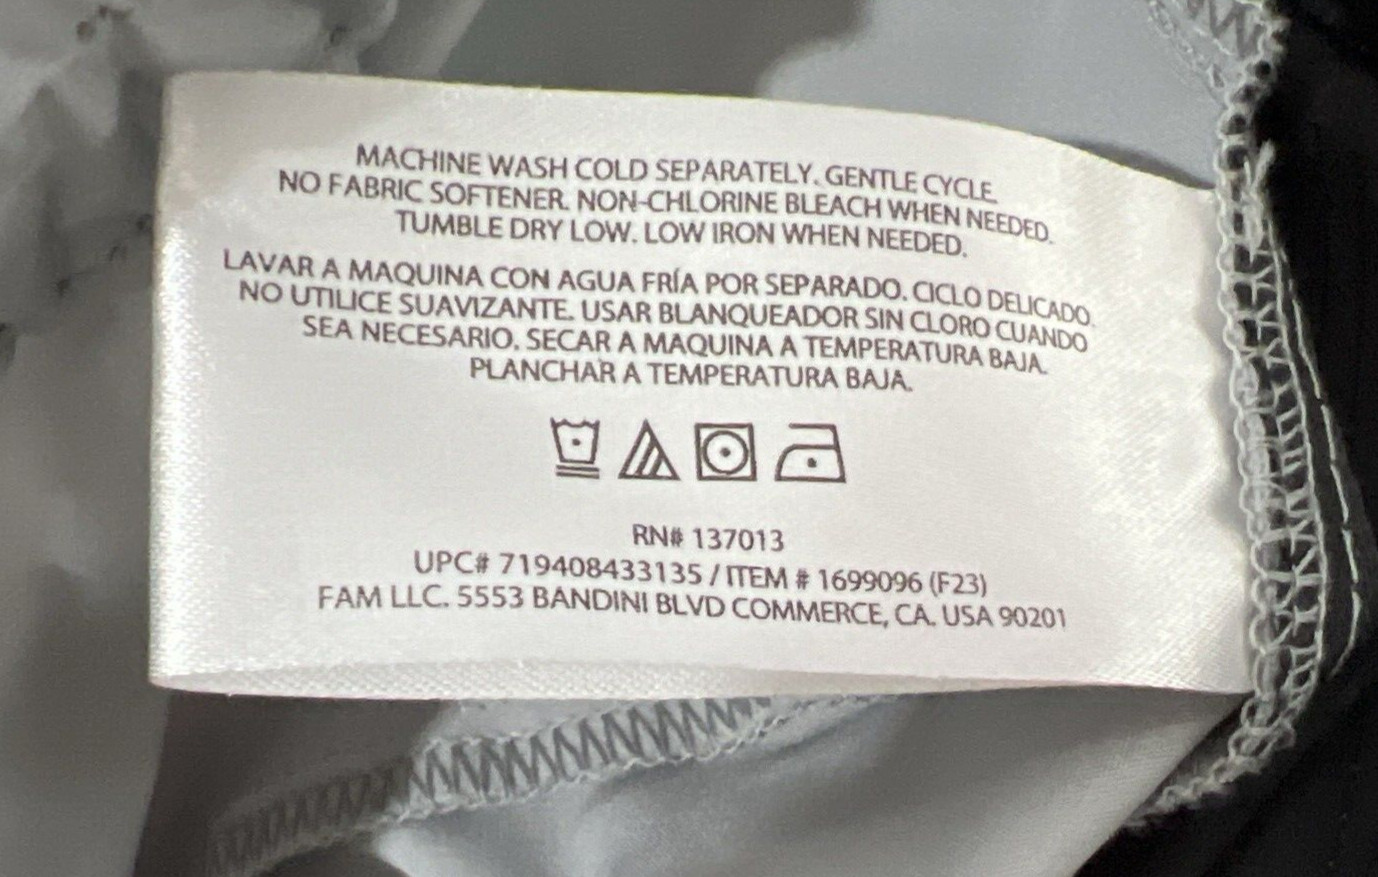 MACHINE WASH COLD SEPARATELY. GENTLE CYCLE.
NO FABRIC SOFTENER. NON-CHLORINE BLEACH WHEN NEEDED.
TUMBLE DRY LOW. LOW IRON WHEN NEEDED.
LAVAR A MAQUINA CON AGUA FRÍA POR SEPARADO. CICLO DELICADO.
NO UTILICE SUAVIZANTE. USAR BLANQUEADOR SIN CLORO CUANDO
SEA NECESARIO. SECAR A MAQUINA A TEMPERATURA BAJA.
PLANCHAR A TEMPERATURA BAJA.
RN# 137013
UPC# 719408433135 / ITEM # 1699096 (F23)
FAM LLC. 5553 BANDINI BLVD COMMERCE, CA. USA 90201